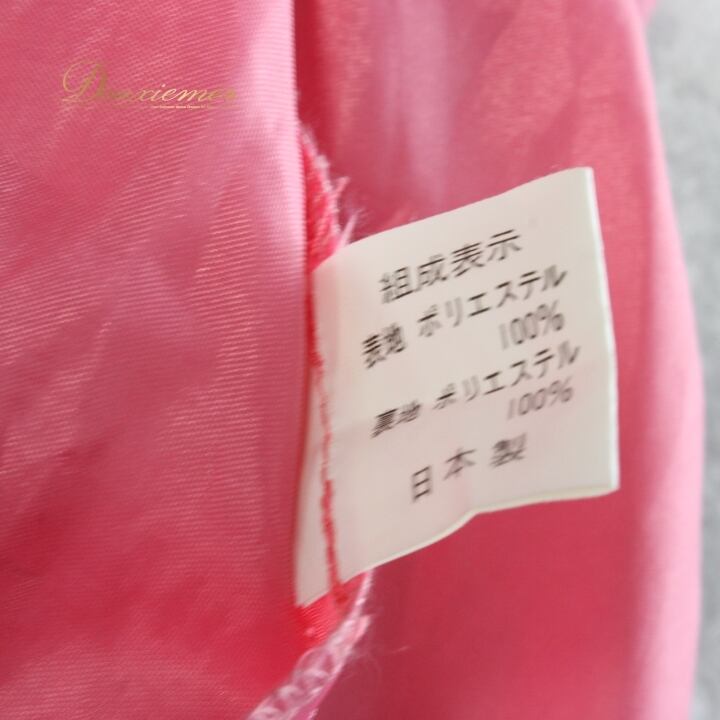 Dauxiemer
組成表示
表地 ポリエステル
100%
裏地 ポリエステル
100%
日本製